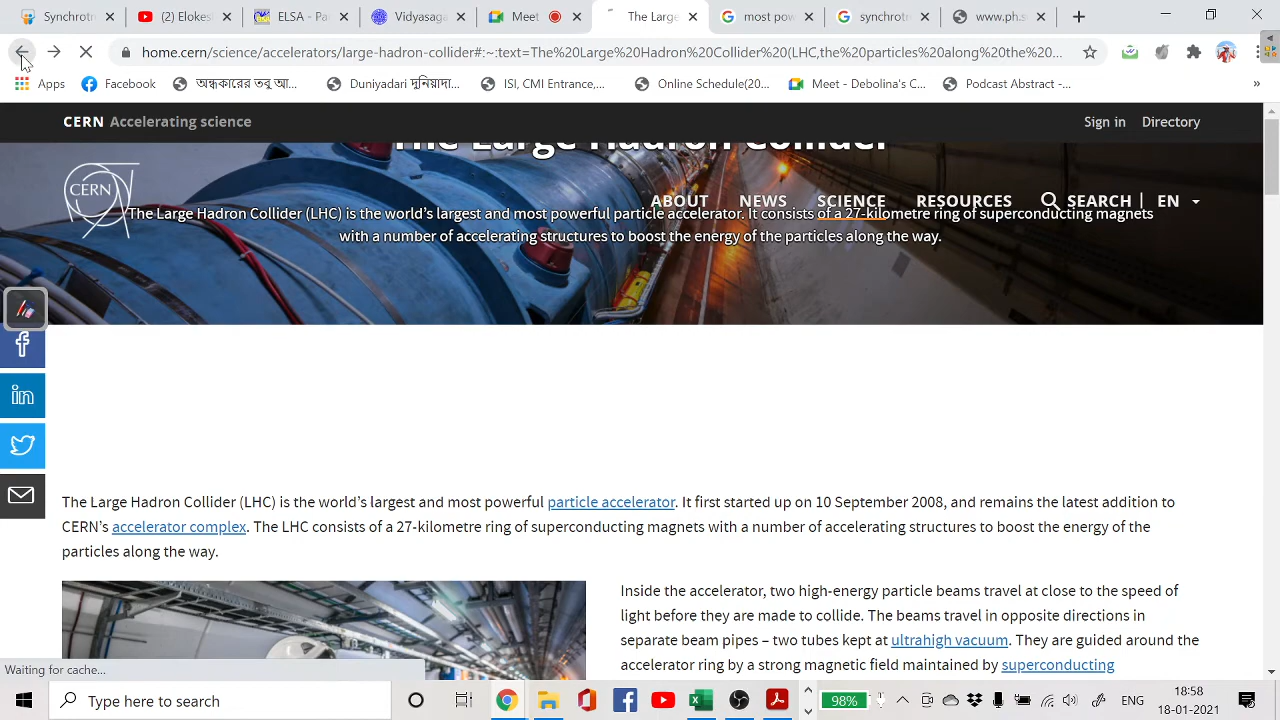 Synchrotr
(2) Elokes
ELSA - Pa
Vidyasag
Meet
The Large
most pow
synchrotr
www.ph.s
home.cern/science/accelerators/large-hadron-collider#:~:text=The%20Large%20Hadron%20Collider%20(LHC,the%20particles%20along%20the%20...
Apps
Facebook
অন্ধকারের তবু আ...
Duniyadari দুনিয়াদা...
ISI, CMI Entrance,...
Online Schedule(20...
Meet - Debolina's C...
Podcast Abstract -...
»
CERN Accelerating science
Sign in Directory
The Large Hadron Collider
CERN
ABOUT NEWS SCIENCE RESOURCES SEARCH | EN
The Large Hadron Collider (LHC) is the world's largest and most powerful particle accelerator. It consists of a 27-kilometre ring of superconducting magnets
with a number of accelerating structures to boost the energy of the particles along the way.
The Large Hadron Collider (LHC) is the world's largest and most powerful particle accelerator. It first started up on 10 September 2008, and remains the latest addition to
CERN's accelerator complex. The LHC consists of a 27-kilometre ring of superconducting magnets with a number of accelerating structures to boost the energy of the
particles along the way.
Inside the accelerator, two high-energy particle beams travel at close to the speed of
light before they are made to collide. The beams travel in opposite directions in
separate beam pipes – two tubes kept at ultrahigh vacuum. They are guided around the
accelerator ring by a strong magnetic field maintained by superconducting
Waiting for cache...
Type here to search
98%
ENG
18:58
18-01-2021